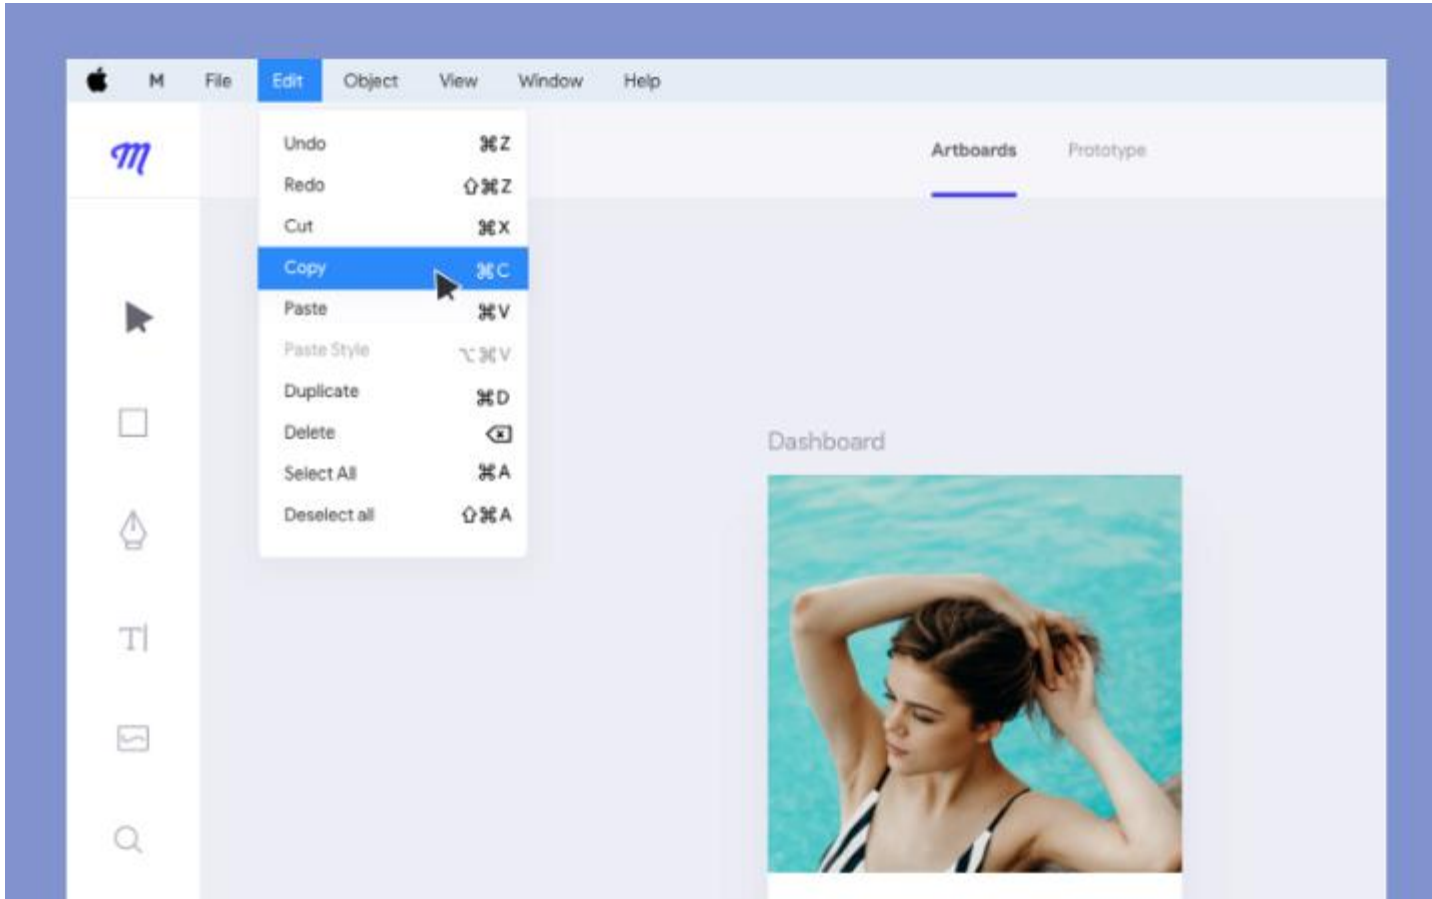 M File Edit Object View Window Help
m
Artboards Prototype
Undo ⌘Z
Redo ⇧⌘Z
Cut ⌘X
Copy ⌘C
Paste ⌘V
Paste Style ⌥⌘V
Duplicate ⌘D
Delete ⌫
Select All ⌘A
Deselect all ⇧⌘A
Dashboard
T